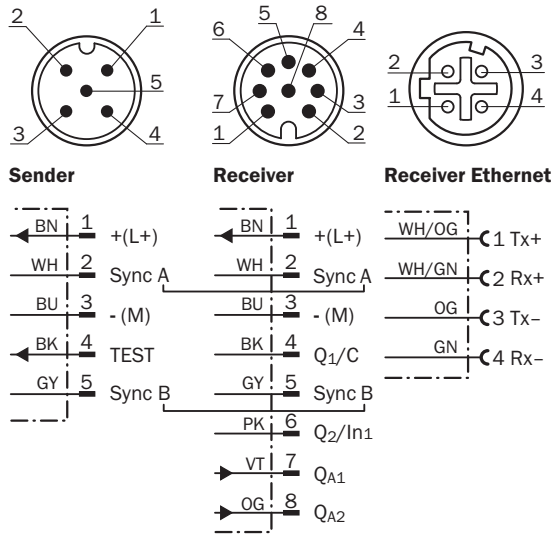 2 1 5 3 4
5 8 6 4 7 3 1 2
2 3 1 4
Sender
Receiver
Receiver Ethernet
BN 1 +(L+)
WH 2 Sync A
BU 3 - (M)
BK 4 TEST
GY 5 Sync B
BN 1 +(L+)
WH 2 Sync A
BU 3 - (M)
BK 4 Q1/C
GY 5 Sync B
PK 6 Q2/In1
VT 7 QA1
OG 8 QA2
WH/OG 1 Tx+
WH/GN 2 Rx+
OG 3 Tx–
GN 4 Rx–